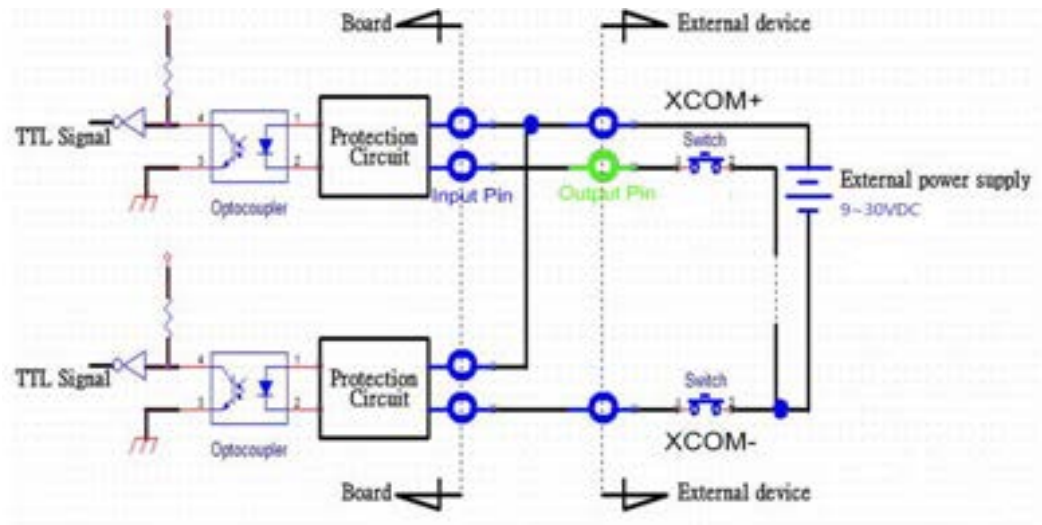 Board
External device
XCOM+
TTL Signal
4
1
Protection
Circuit
Switch
3
2
Input Pin
Output Pin
External power supply
9~30VDC
Optocoupler
TTL Signal
4
1
Protection
Circuit
Switch
3
2
Optocoupler
XCOM-
Board
External device